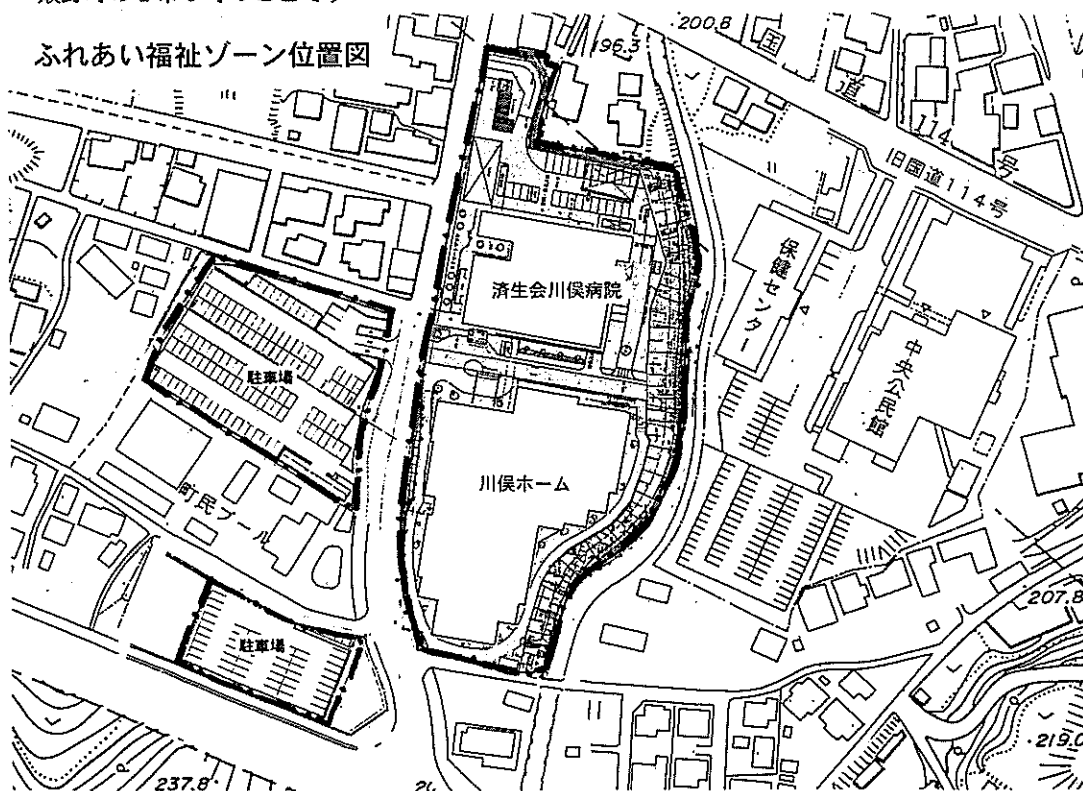 ふれあい福祉ゾーン位置図
200.8
196.3
国道114号
旧国道114号
保健センター
済生会川俣病院
中央公民館
駐車場
川俣ホーム
町民プール
207.8
駐車場
219.0
237.8